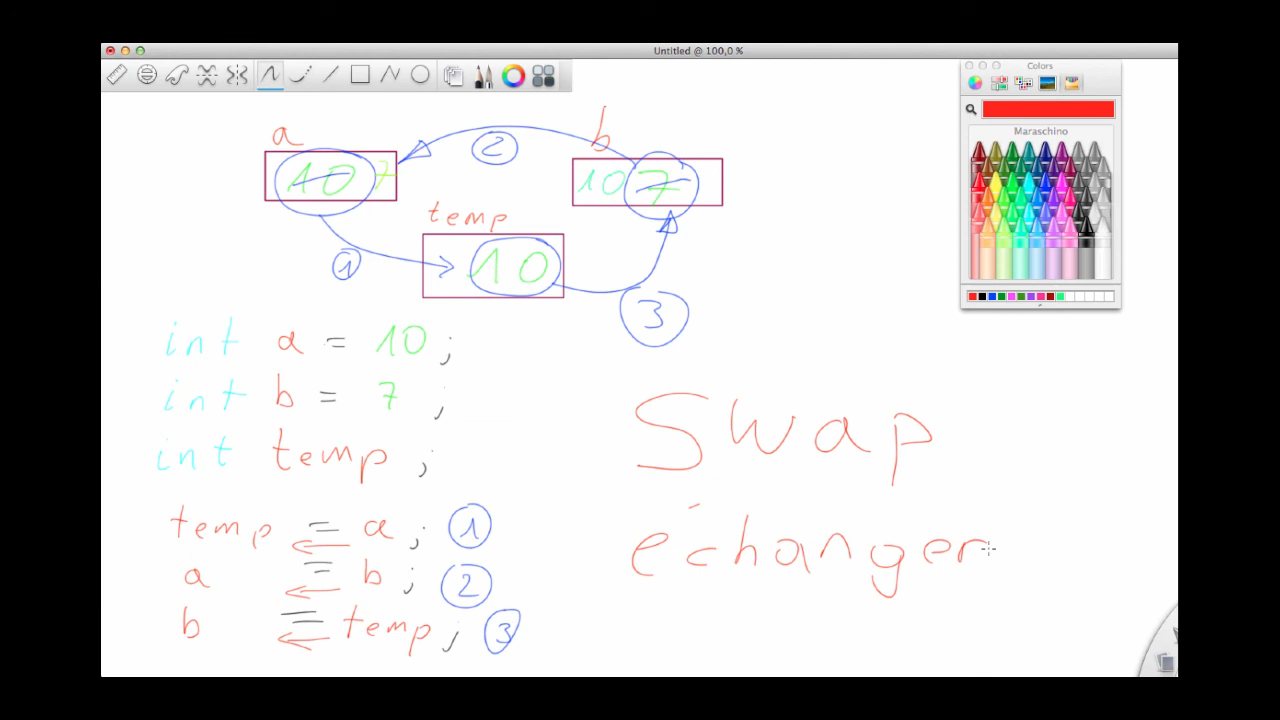 Untitled @ 100,0 %
Colors
Maraschino
a
b
2
10 7
10 7
temp
1
10
3
int a = 10 ;
int b = 7 ;
int temp ;
temp = a ; 1
a = b ; 2
b = temp ; 3
Swap
échanger